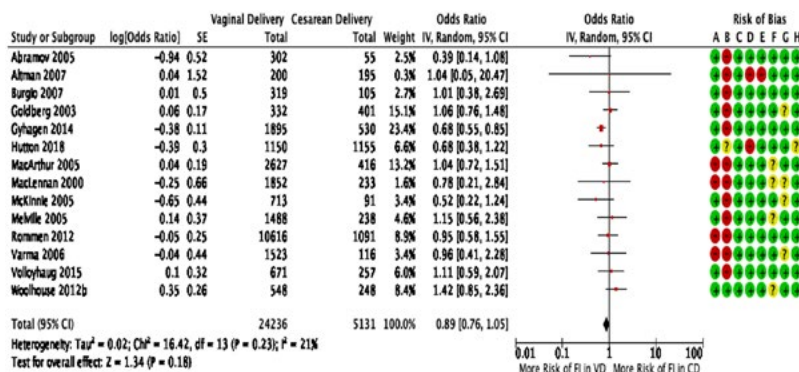 Vaginal Delivery Cesarean Delivery Odds Ratio Odds Ratio Risk of Bias
Study or Subgroup log[Odds Ratio] SE Total Total Weight IV, Random, 95% CI IV, Random, 95% CI A B C D E F G H
Abramov 2005 -0.94 0.52 302 55 2.5% 0.39 [0.14, 1.08]
Altman 2007 0.04 1.52 200 195 0.3% 1.04 [0.05, 20.47]
Burgio 2007 0.01 0.5 319 105 2.7% 1.01 [0.38, 2.69]
Goldberg 2003 0.06 0.17 332 401 15.1% 1.06 [0.76, 1.48] ?
Gyhagen 2014 -0.38 0.11 1895 530 23.4% 0.68 [0.55, 0.85]
Hutton 2018 -0.39 0.3 1150 1155 6.6% 0.68 [0.38, 1.22] ? ? ?
MacArthur 2005 0.04 0.19 2627 416 13.2% 1.04 [0.72, 1.51] ?
MacLennan 2000 -0.25 0.66 1852 233 1.6% 0.78 [0.21, 2.84] ? ?
McKinnie 2005 -0.65 0.44 713 91 3.4% 0.52 [0.22, 1.24] ?
Melville 2005 0.14 0.37 1488 238 4.6% 1.15 [0.56, 2.38] ?
Rommen 2012 -0.05 0.25 10616 1091 8.9% 0.95 [0.58, 1.55]
Varma 2006 -0.04 0.44 1523 116 3.4% 0.96 [0.41, 2.28] ?
Volloyhaug 2015 0.1 0.32 671 257 5.9% 1.11 [0.59, 2.07]
Woolhouse 2012b 0.35 0.26 548 248 8.4% 1.42 [0.85, 2.36] ?
Total (95% CI) 24236 5131 100.0% 0.89 [0.76, 1.05]
Heterogeneity: Tau² = 0.02; Chi² = 16.42, df = 13 (P = 0.23); I² = 21%
Test for overall effect: Z = 1.34 (P = 0.18)
0.01 0.1 1 10 100
More Risk of FI in VD More Risk of FI in CD